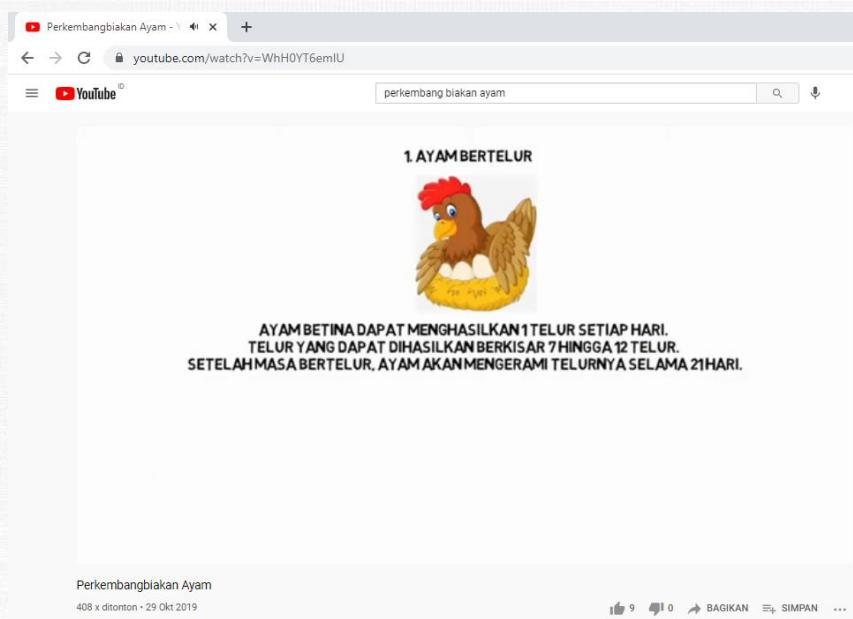 Perkembangbiakan Ayam - Y
youtube.com/watch?v=WhH0YT6emIU
YouTube ID
perkembang biakan ayam
1. AYAM BERTELUR
AYAM BETINA DAPAT MENGHASILKAN 1 TELUR SETIAP HARI.
TELUR YANG DAPAT DIHASILKAN BERKISAR 7 HINGGA 12 TELUR.
SETELAH MASA BERTELUR, AYAM AKAN MENGERAMI TELURNYA SELAMA 21 HARI.
Perkembangbiakan Ayam
408 x ditonton • 29 Okt 2019
9 0 BAGIKAN SIMPAN ...